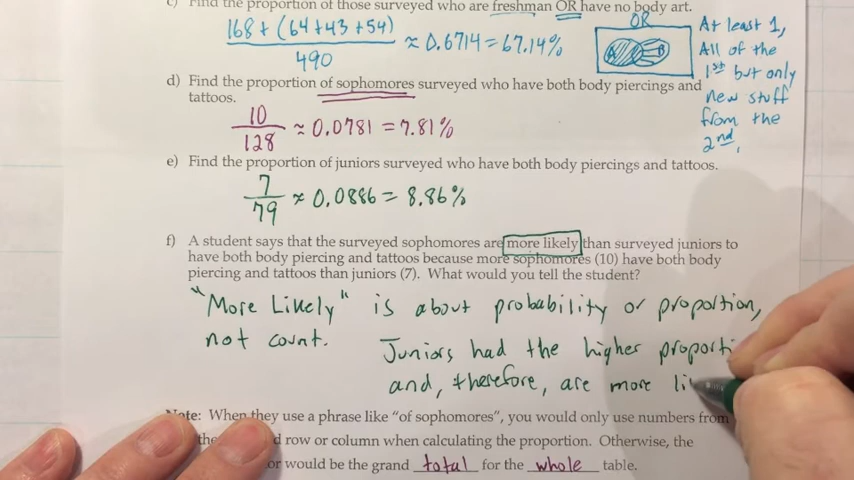 c) Find the proportion of those surveyed who are freshman OR have no body art.
168 + (64+43+54)
490
≈ 0.6714 = 67.14%
OR
A B
At least 1,
All of the
1st but only
new stuff
from the
2nd.
d) Find the proportion of sophomores surveyed who have both body piercings and
tattoos.
10
128
≈ 0.0781 = 7.81%
e) Find the proportion of juniors surveyed who have both body piercings and tattoos.
7
79
≈ 0.0886 = 8.86%
f) A student says that the surveyed sophomores are more likely than surveyed juniors to
have both body piercing and tattoos because more sophomores (10) have both body
piercing and tattoos than juniors (7). What would you tell the student?
"More Likely" is about probability or proportion,
not count. Juniors had the higher proporti
and, therefore, are more li
Note: When they use a phrase like "of sophomores", you would only use numbers from
the row or column when calculating the proportion. Otherwise, the
or would be the grand total for the whole table.